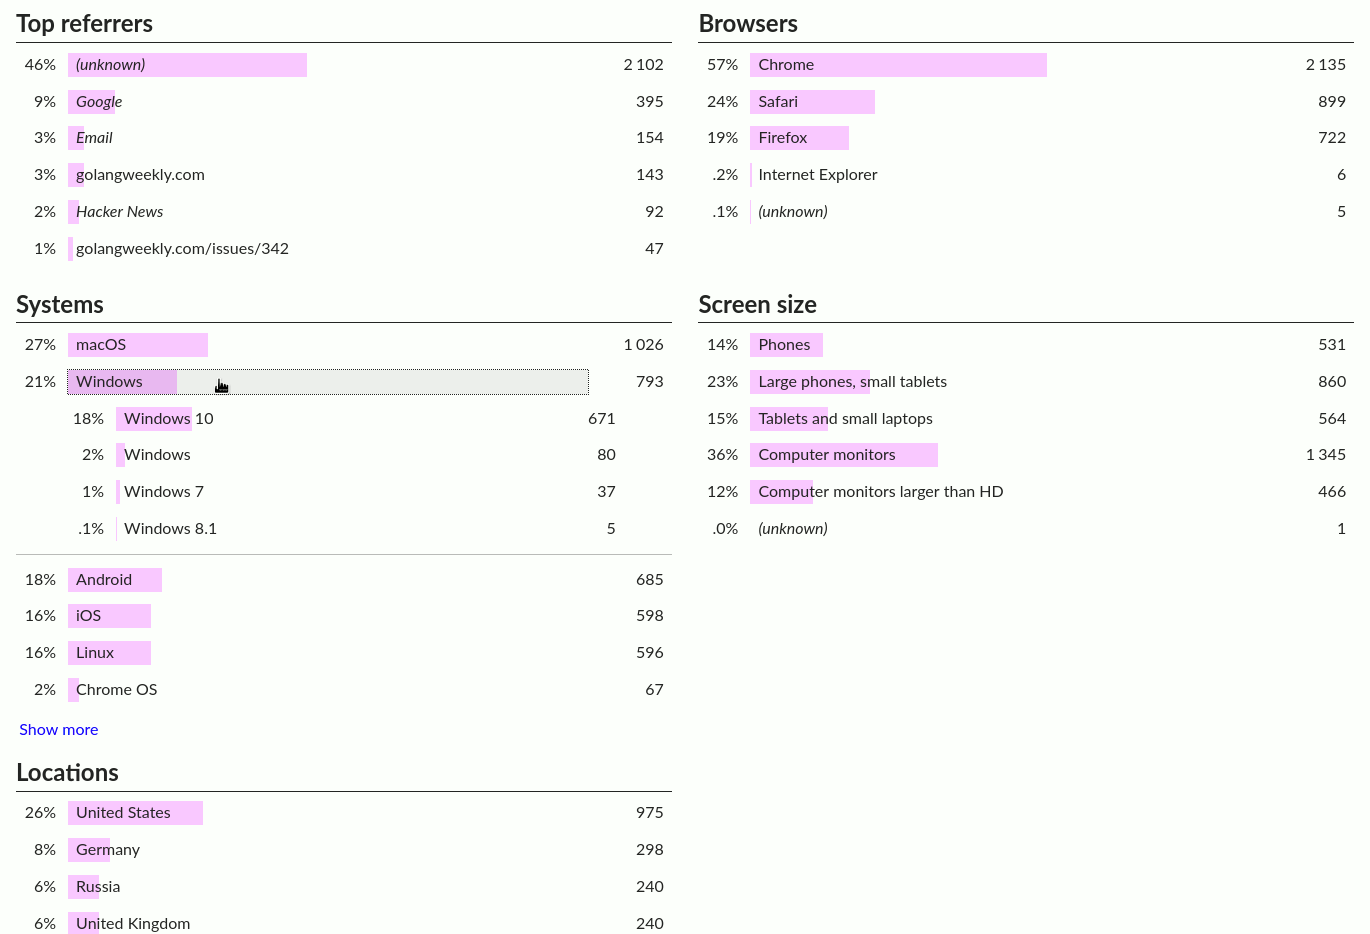 Top referrers
46% (unknown) 2 102
9% Google 395
3% Email 154
3% golangweekly.com 143
2% Hacker News 92
1% golangweekly.com/issues/342 47
Browsers
57% Chrome 2 135
24% Safari 899
19% Firefox 722
.2% Internet Explorer 6
.1% (unknown) 5
Systems
27% macOS 1 026
21% Windows 793
18% Windows 10 671
2% Windows 80
1% Windows 7 37
.1% Windows 8.1 5
18% Android 685
16% iOS 598
16% Linux 596
2% Chrome OS 67
Show more
Screen size
14% Phones 531
23% Large phones, small tablets 860
15% Tablets and small laptops 564
36% Computer monitors 1 345
12% Computer monitors larger than HD 466
.0% (unknown) 1
Locations
26% United States 975
8% Germany 298
6% Russia 240
6% United Kingdom 240